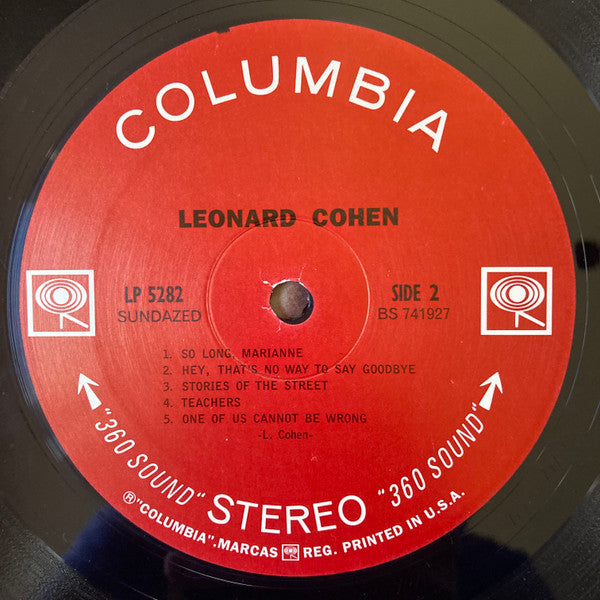 COLUMBIA
LEONARD COHEN
LP 5282
SUNDAZED
SIDE 2
BS 741927
1. SO LONG, MARIANNE
2. HEY, THAT'S NO WAY TO SAY GOODBYE
3. STORIES OF THE STREET
4. TEACHERS
5. ONE OF US CANNOT BE WRONG
-L. Cohen-
"360 SOUND" STEREO "360 SOUND"
®"COLUMBIA".MARCAS REG. PRINTED IN U.S.A.